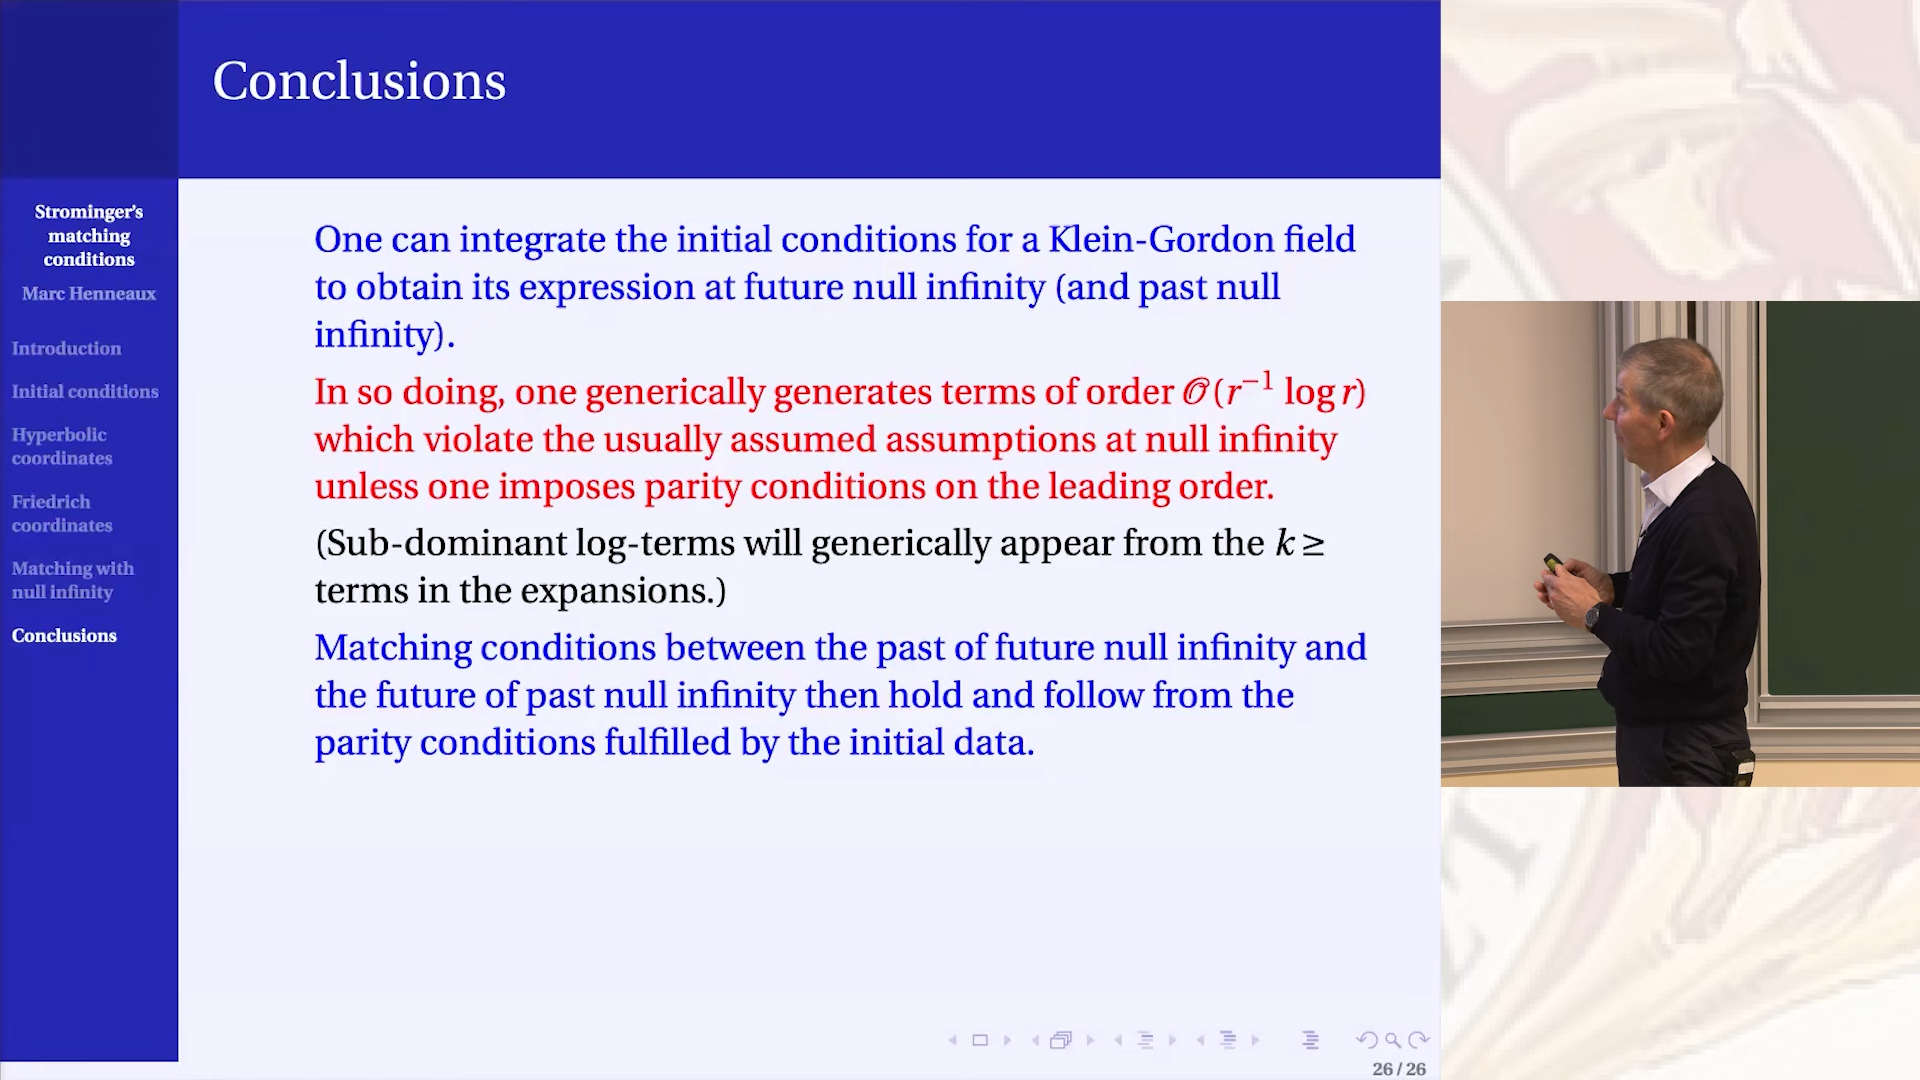 Conclusions
Strominger's
matching
conditions
Marc Henneaux
Introduction
Initial conditions
Hyperbolic
coordinates
Friedrich
coordinates
Matching with
null infinity
Conclusions
One can integrate the initial conditions for a Klein-Gordon field
to obtain its expression at future null infinity (and past null
infinity).
In so doing, one generically generates terms of order 𝒪(r⁻¹ log r)
which violate the usually assumed assumptions at null infinity
unless one imposes parity conditions on the leading order.
(Sub-dominant log-terms will generically appear from the k ≥
terms in the expansions.)
Matching conditions between the past of future null infinity and
the future of past null infinity then hold and follow from the
parity conditions fulfilled by the initial data.
26 / 26